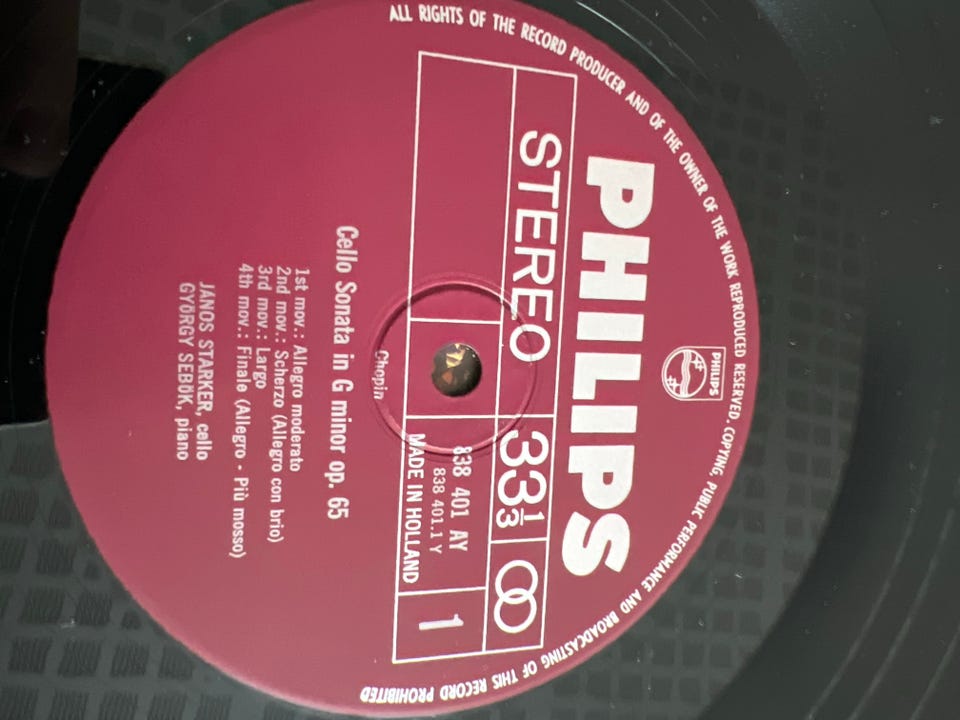 ALL RIGHTS OF THE RECORD PRODUCER AND OF THE OWNER OF THE WORK REPRODUCED RESERVED. COPYING, PUBLIC PERFORMANCE AND BROADCASTING OF THIS RECORD PROHIBITED
PHILIPS
PHILIPS
STEREO 33 1/3
838 401 AY
838 401.1 Y
1
MADE IN HOLLAND
Chopin
Cello Sonata in G minor op. 65
1st mov.: Allegro moderato
2nd mov.: Scherzo (Allegro con brio)
3rd mov.: Largo
4th mov.: Finale (Allegro - Più mosso)
JANOS STARKER, cello
GYÖRGY SEBÖK, piano